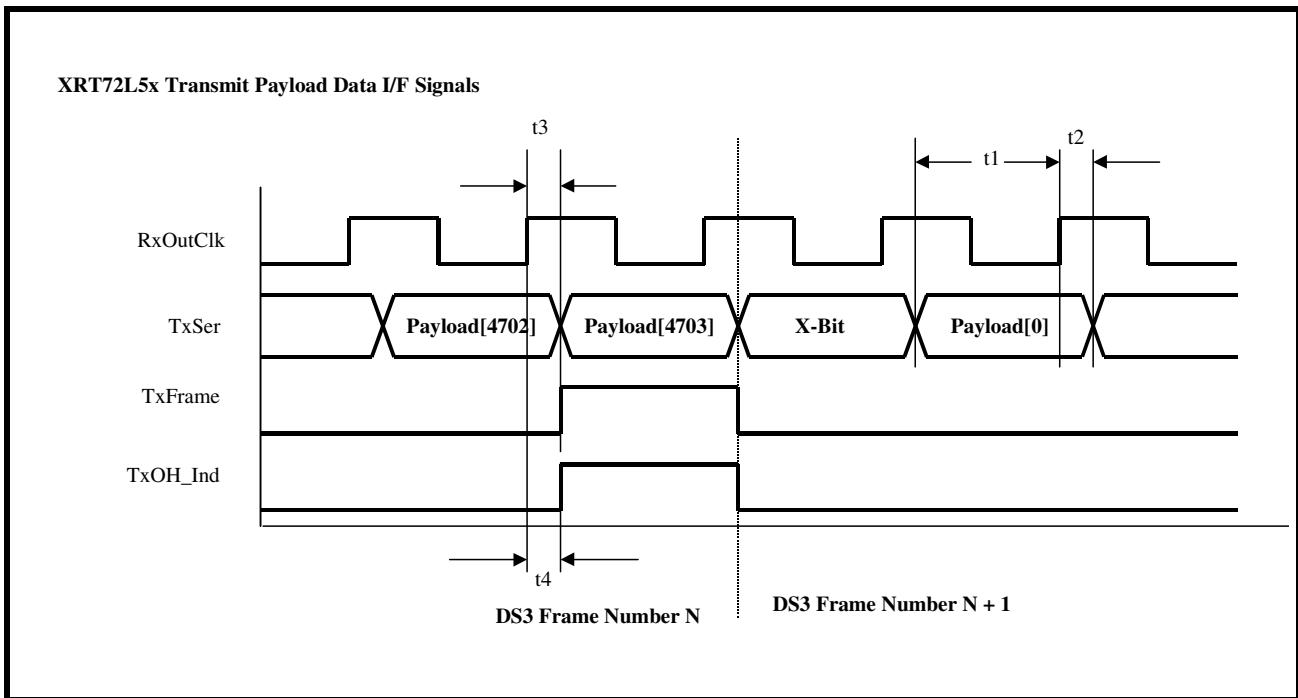 XRT72L5x Transmit Payload Data I/F Signals
t3
t2
t1
RxOutClk
TxSer
Payload[4702]
Payload[4703]
X-Bit
Payload[0]
TxFrame
TxOH_Ind
t4
DS3 Frame Number N
DS3 Frame Number N + 1